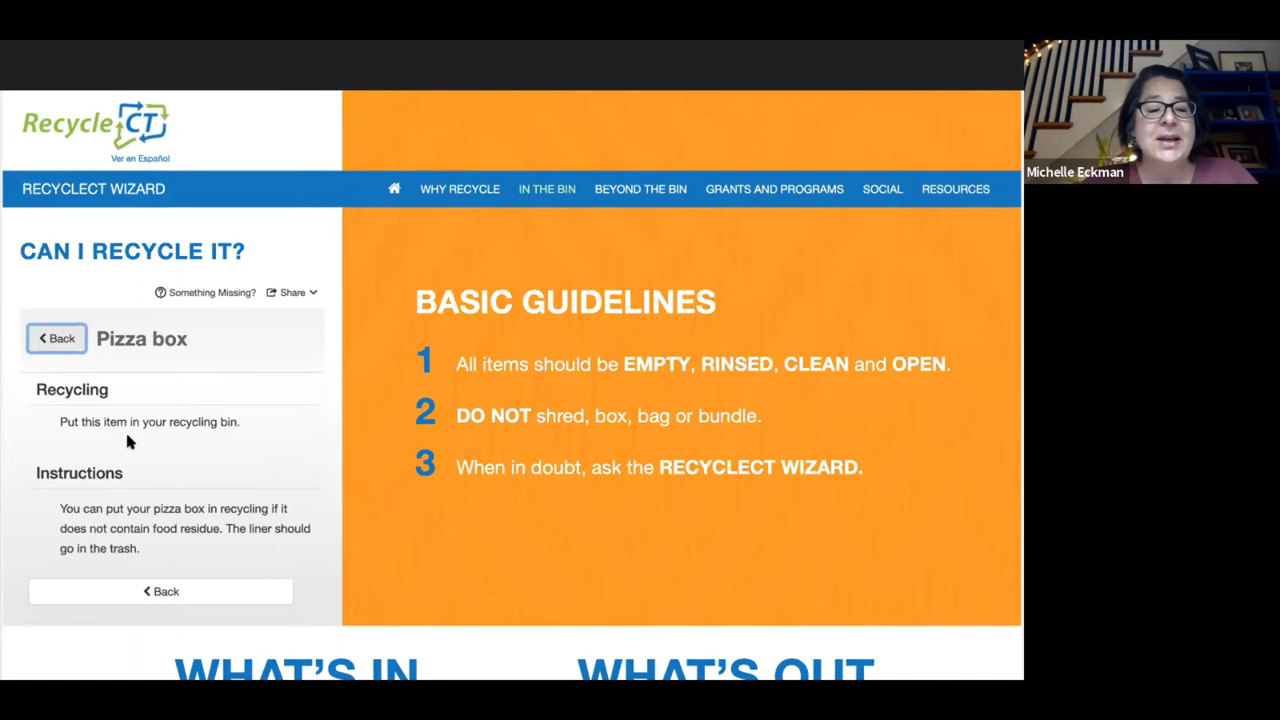 Recycle CT
Ver en Español
RECYCLECT WIZARD
WHY RECYCLE IN THE BIN BEYOND THE BIN GRANTS AND PROGRAMS SOCIAL RESOURCES
CAN I RECYCLE IT?
Something Missing? Share
Back Pizza box
Recycling
Put this item in your recycling bin.
Instructions
You can put your pizza box in recycling if it
does not contain food residue. The liner should
go in the trash.
Back
BASIC GUIDELINES
1 All items should be EMPTY, RINSED, CLEAN and OPEN.
2 DO NOT shred, box, bag or bundle.
3 When in doubt, ask the RECYCLECT WIZARD.
WHAT'S IN WHAT'S OUT
Michelle Eckman